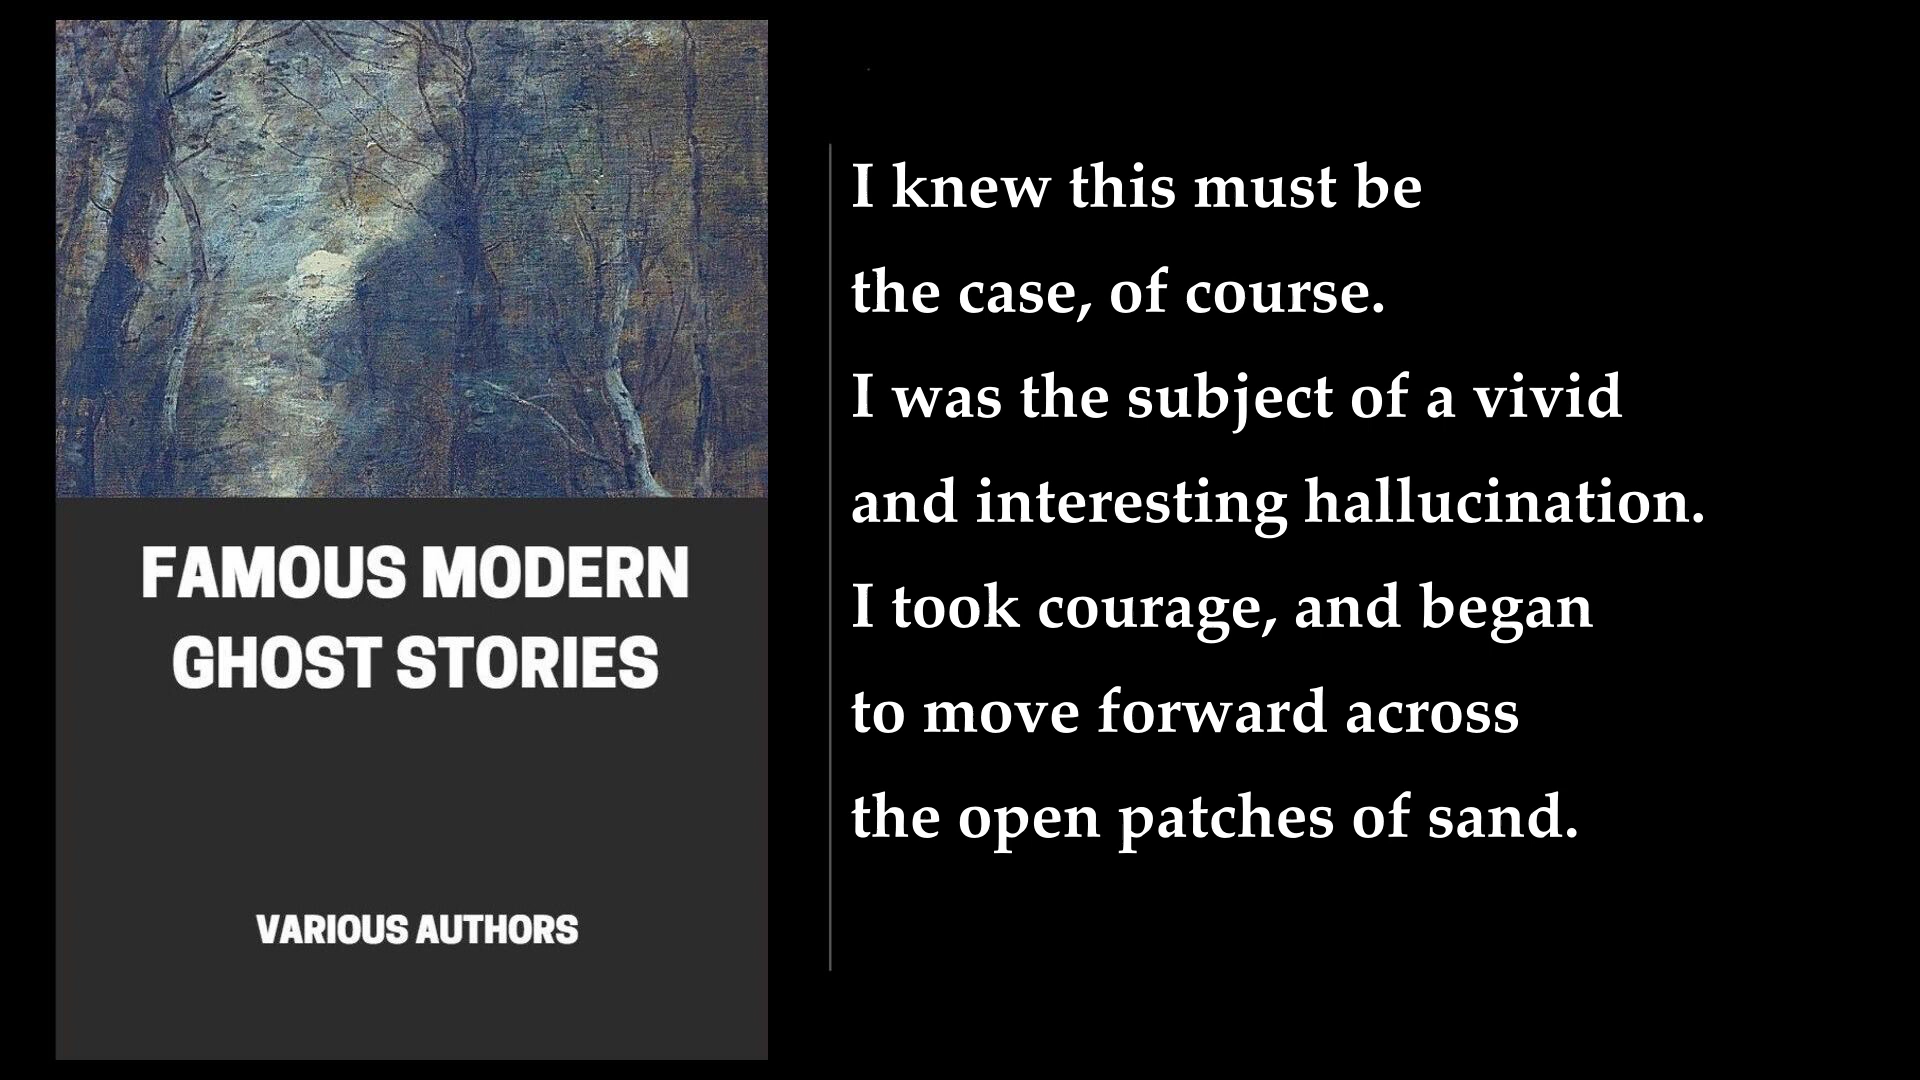 FAMOUS MODERN
GHOST STORIES
VARIOUS AUTHORS
I knew this must be
the case, of course.
I was the subject of a vivid
and interesting hallucination.
I took courage, and began
to move forward across
the open patches of sand.